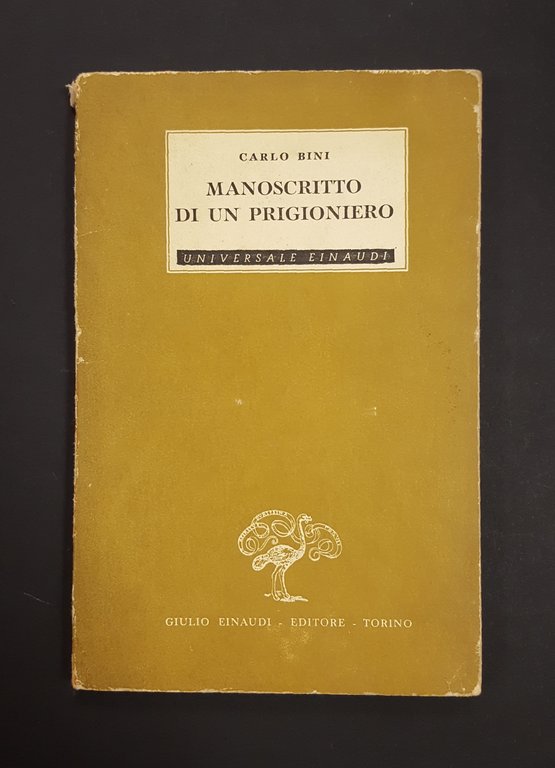 CARLO BINI
MANOSCRITTO
DI UN PRIGIONIERO
UNIVERSALE EINAUDI
GIULIO EINAUDI - EDITORE - TORINO